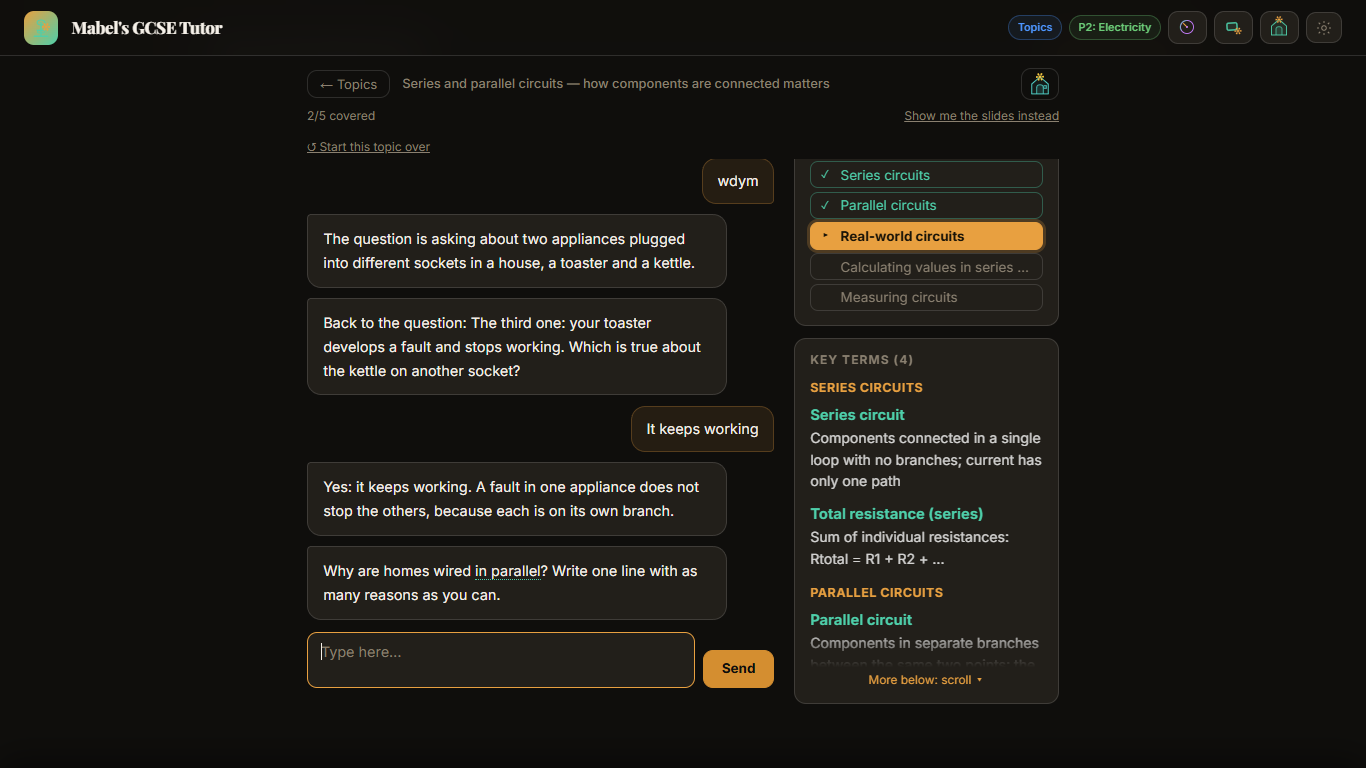 Mabel's GCSE Tutor
Topics
P2: Electricity
← Topics
Series and parallel circuits — how components are connected matters
2/5 covered
Show me the slides instead
↺ Start this topic over
wdym
The question is asking about two appliances plugged
into different sockets in a house, a toaster and a kettle.
Back to the question: The third one: your toaster
develops a fault and stops working. Which is true about
the kettle on another socket?
It keeps working
Yes: it keeps working. A fault in one appliance does not
stop the others, because each is on its own branch.
Why are homes wired in parallel? Write one line with as
many reasons as you can.
Type here...
Send
✓ Series circuits
✓ Parallel circuits
▸ Real-world circuits
Calculating values in series ...
Measuring circuits
KEY TERMS (4)
SERIES CIRCUITS
Series circuit
Components connected in a single
loop with no branches; current has
only one path
Total resistance (series)
Sum of individual resistances:
Rtotal = R1 + R2 + ...
PARALLEL CIRCUITS
Parallel circuit
Components in separate branches
between the same two points; the
More below: scroll ▾